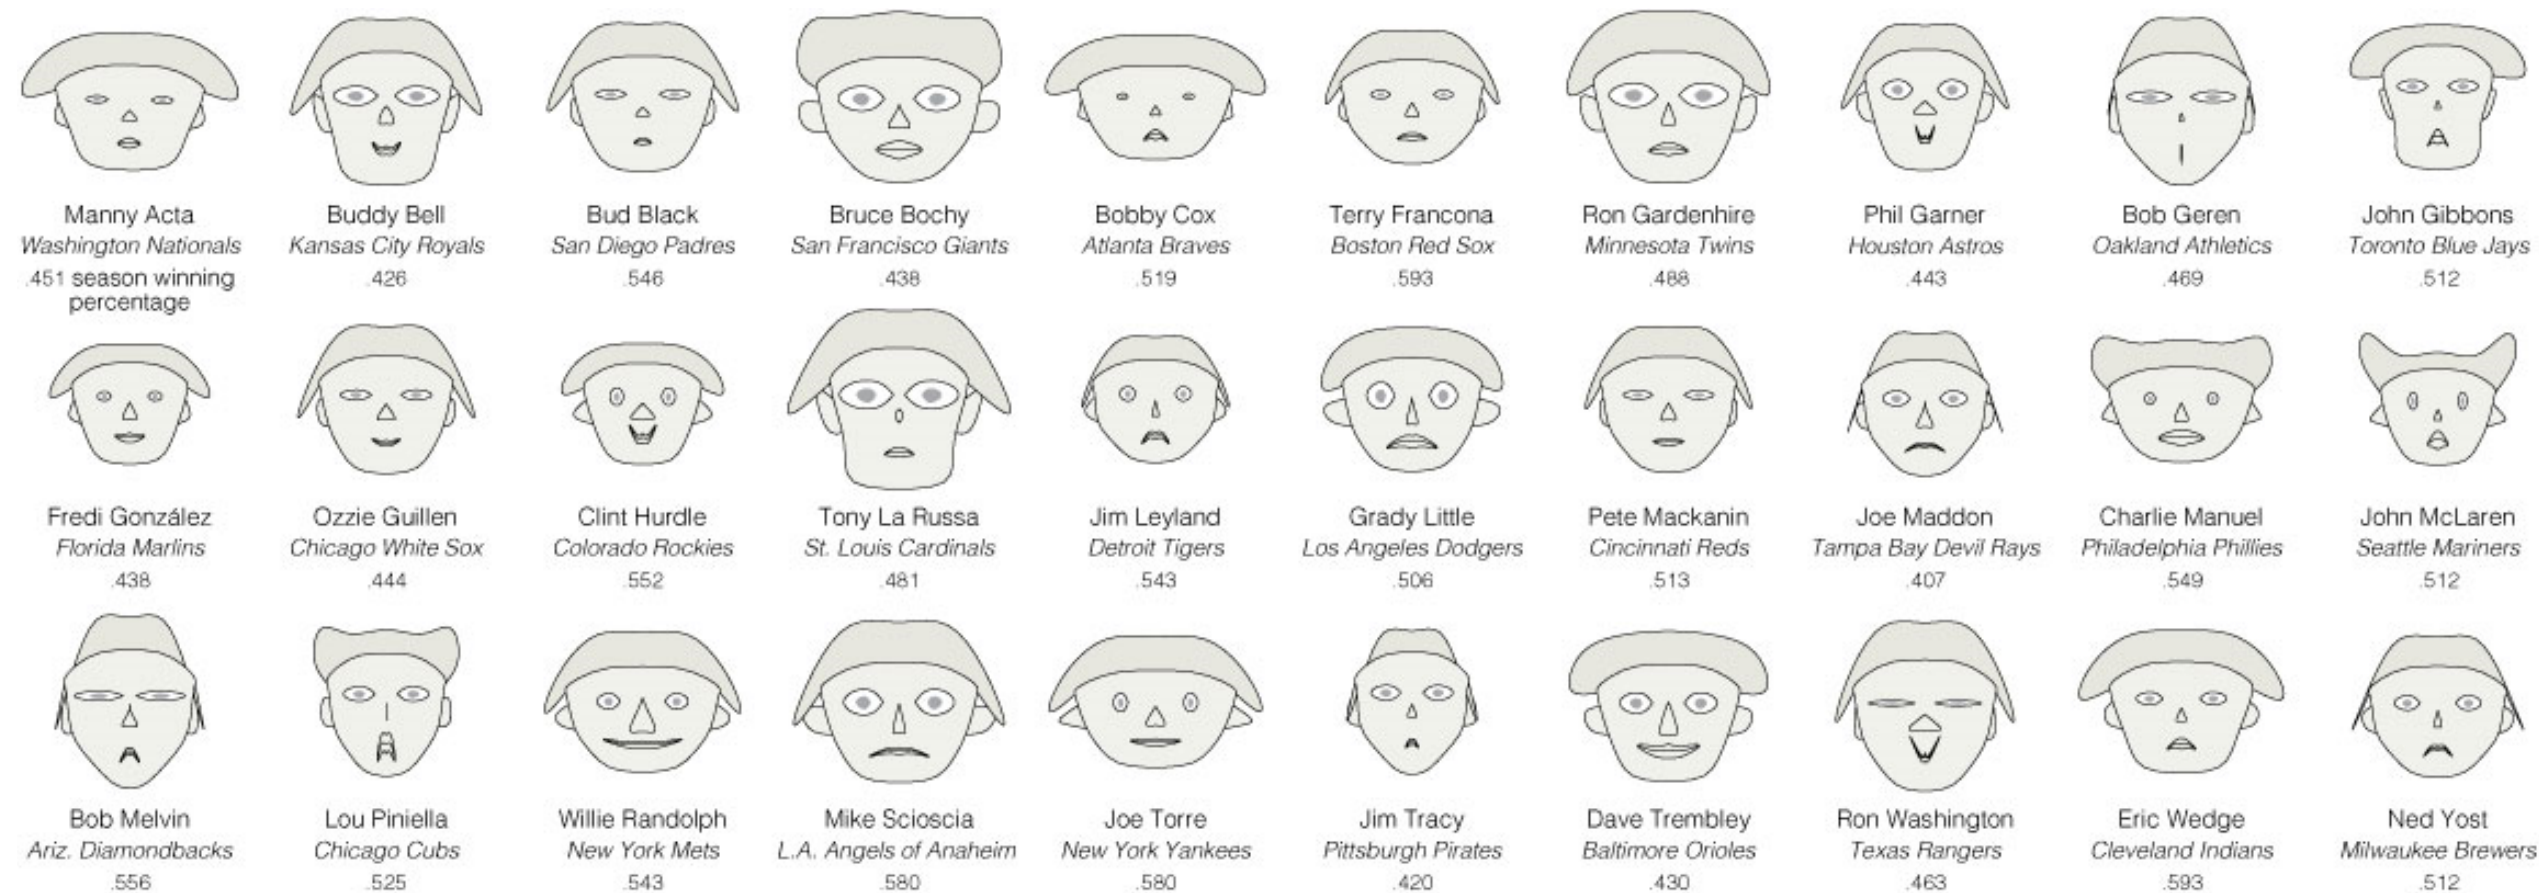 Manny Acta
Washington Nationals
.451 season winning
percentage
Buddy Bell
Kansas City Royals
.426
Bud Black
San Diego Padres
.546
Bruce Bochy
San Francisco Giants
.438
Bobby Cox
Atlanta Braves
.519
Terry Francona
Boston Red Sox
.593
Ron Gardenhire
Minnesota Twins
.488
Phil Garner
Houston Astros
.443
Bob Geren
Oakland Athletics
.469
John Gibbons
Toronto Blue Jays
.512
Fredi González
Florida Marlins
.438
Ozzie Guillen
Chicago White Sox
.444
Clint Hurdle
Colorado Rockies
.552
Tony La Russa
St. Louis Cardinals
.481
Jim Leyland
Detroit Tigers
.543
Grady Little
Los Angeles Dodgers
.506
Pete Mackanin
Cincinnati Reds
.513
Joe Maddon
Tampa Bay Devil Rays
.407
Charlie Manuel
Philadelphia Phillies
.549
John McLaren
Seattle Mariners
.512
Bob Melvin
Ariz. Diamondbacks
.556
Lou Piniella
Chicago Cubs
.525
Willie Randolph
New York Mets
.543
Mike Scioscia
L.A. Angels of Anaheim
.580
Joe Torre
New York Yankees
.580
Jim Tracy
Pittsburgh Pirates
.420
Dave Trembley
Baltimore Orioles
.430
Ron Washington
Texas Rangers
.463
Eric Wedge
Cleveland Indians
.593
Ned Yost
Milwaukee Brewers
.512